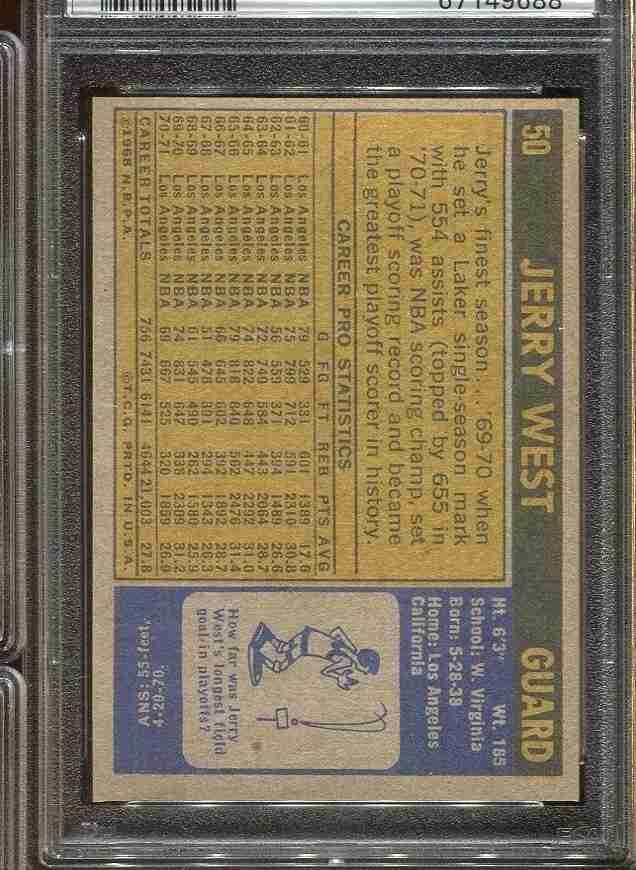 67149688
50 JERRY WEST GUARD
Jerry's finest season... '69-70 when
he set a Laker single-season mark
with 554 assists (topped by 655 in
'70-71), was NBA scoring champ, set
a playoff scoring record and became
the greatest playoff scorer in history.
CAREER PRO STATISTICS
G FG FT REB PTS AVG
60-61 Los Angeles NBA 79 529 331 601 1389 17.6
61-62 Los Angeles NBA 75 799 712 591 2310 30.8
62-63 Los Angeles NBA 56 559 371 394 1489 26.6
63-64 Los Angeles NBA 72 740 584 443 2064 28.7
64-65 Los Angeles NBA 74 822 648 447 2292 31.0
65-66 Los Angeles NBA 79 818 840 562 2476 31.4
66-67 Los Angeles NBA 66 645 602 392 1892 28.7
67-68 Los Angeles NBA 51 476 391 294 1343 26.3
68-69 Los Angeles NBA 61 545 490 262 1580 25.9
69-70 Los Angeles NBA 74 831 647 338 2309 31.2
70-71 Los Angeles NBA 69 667 525 320 1859 26.9
CAREER TOTALS 756 7431 6141 4644 21,003 27.8
©1968 N.B.P.A. ©T.C.G. PRTD. IN U.S.A.
Ht. 6'3" Wt. 185
School: W. Virginia
Born: 5-28-38
Home: Los Angeles
California
How far was Jerry
West's longest field
goal in playoffs?
ANS: 55-feet,
4-29-70.